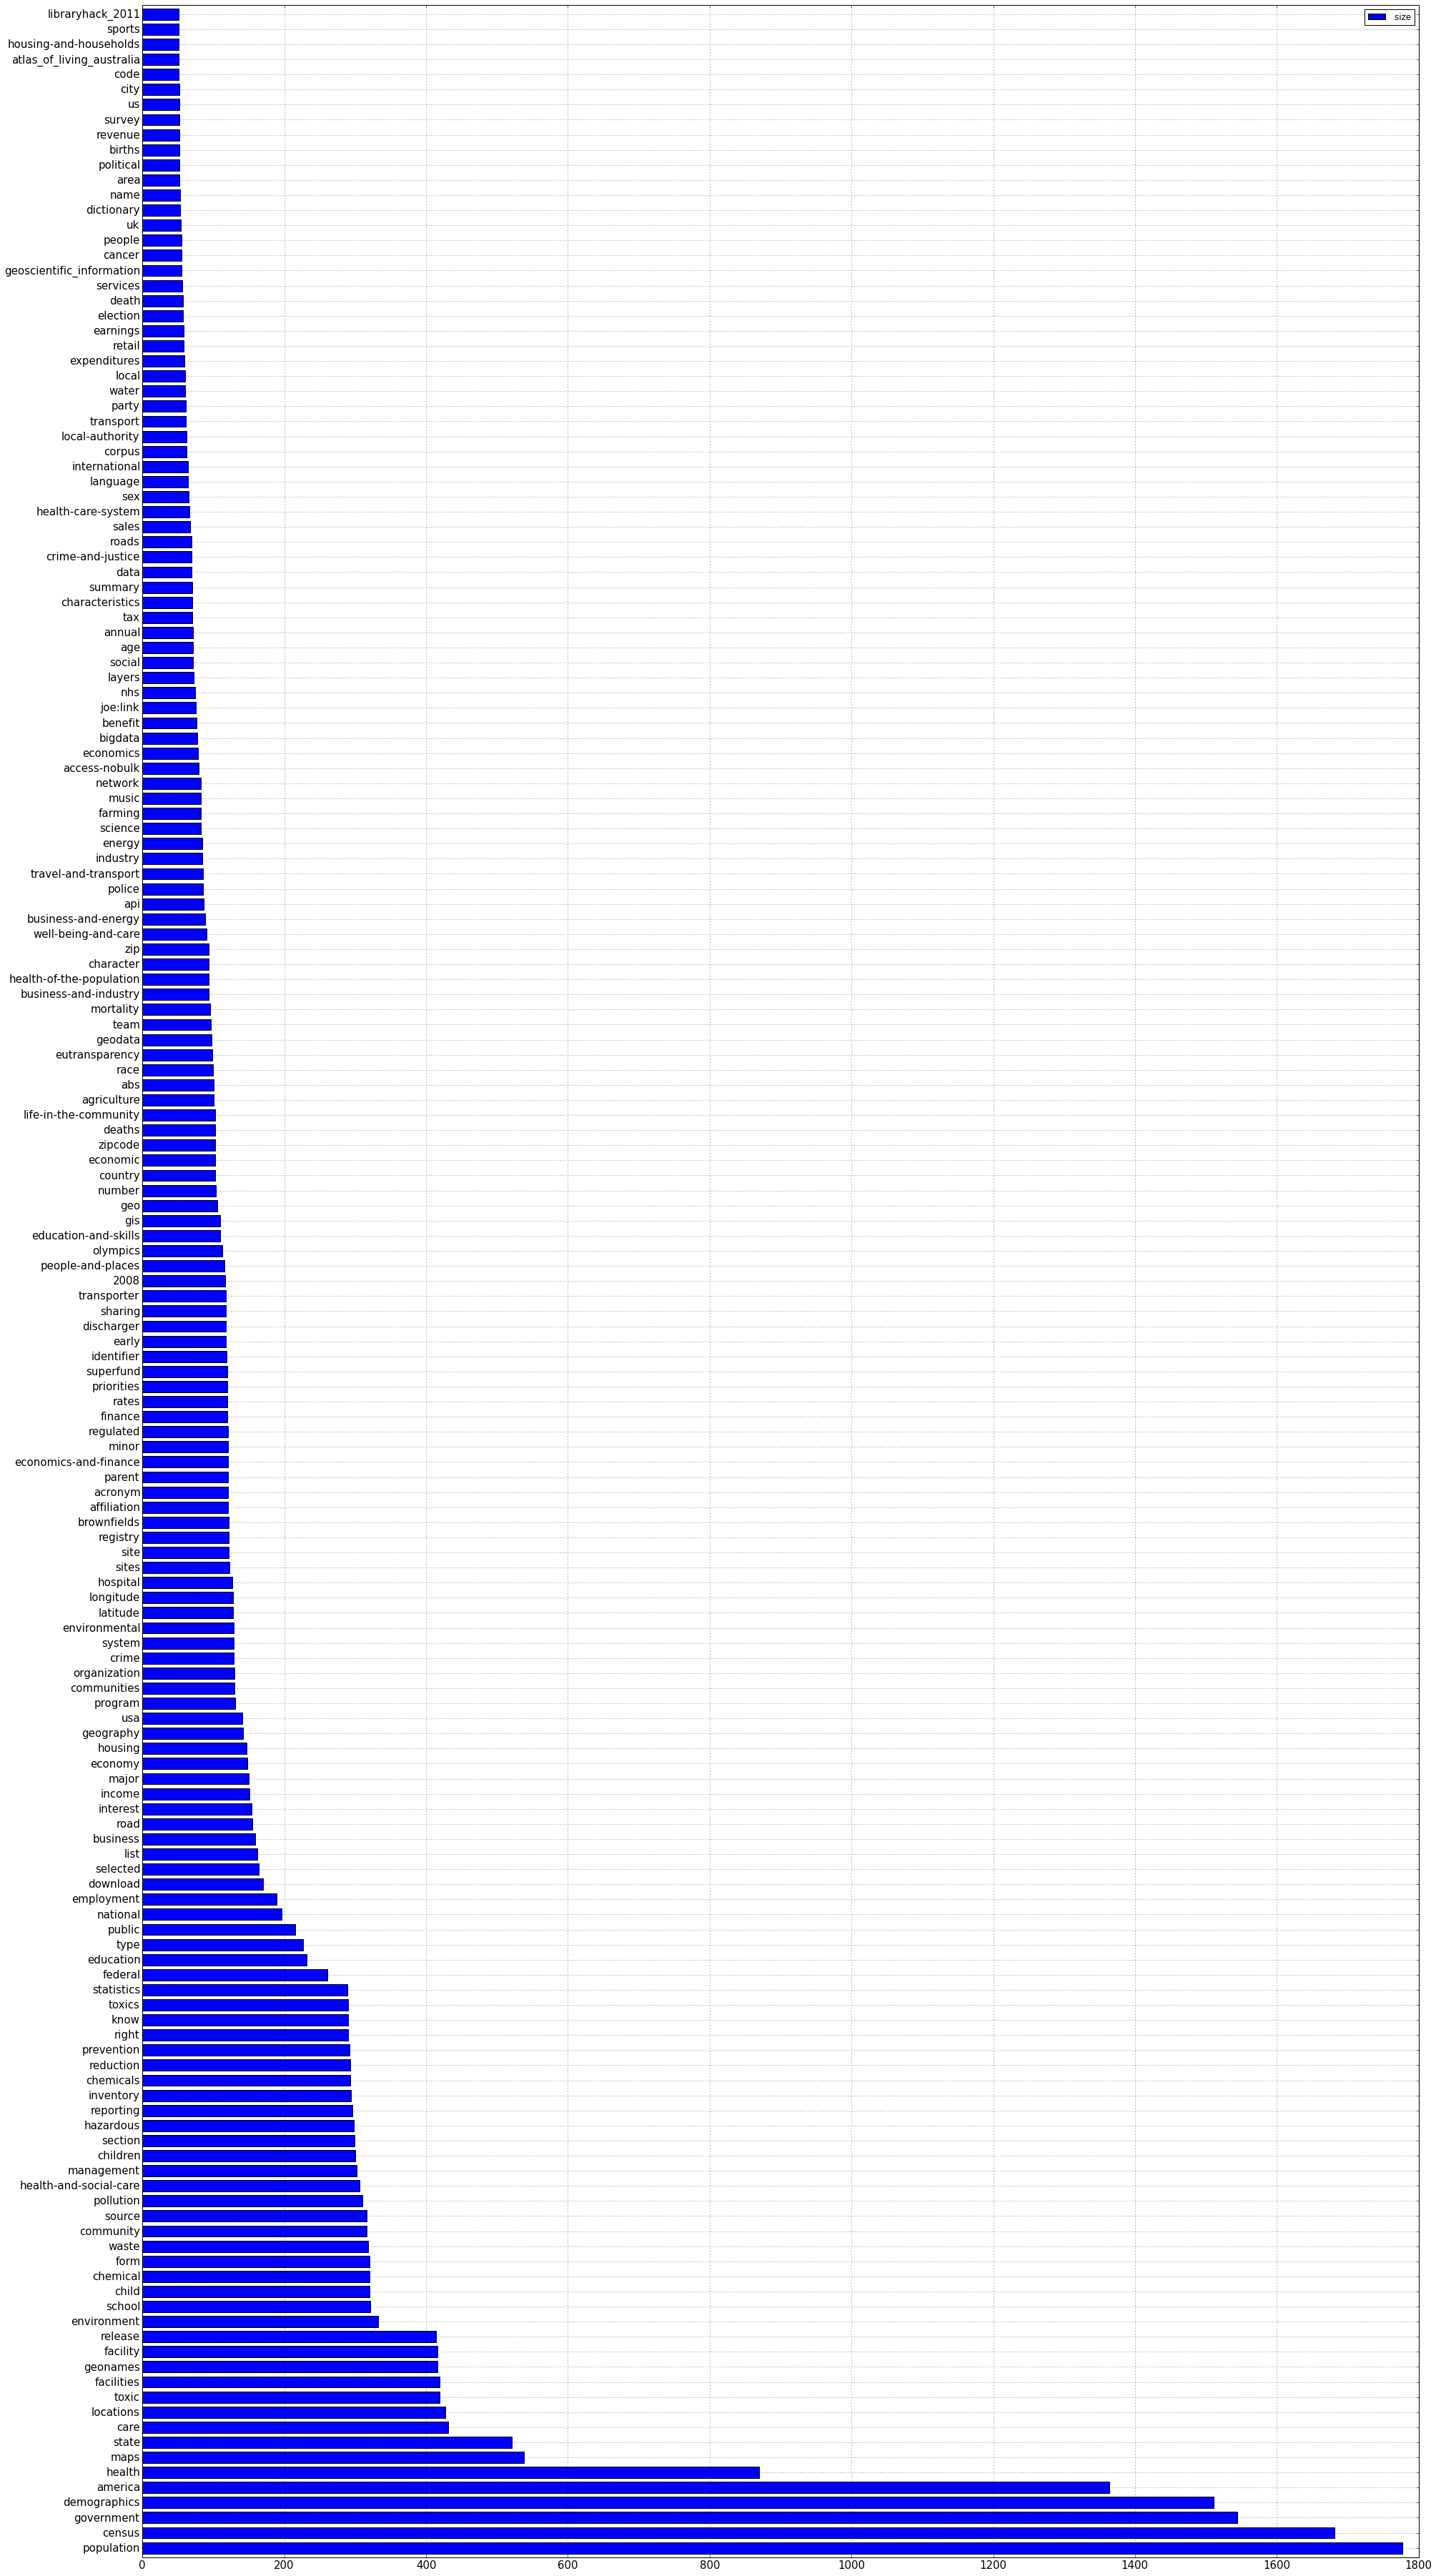 size
libraryhack_2011
sports
housing-and-households
atlas_of_living_australia
code
city
us
survey
revenue
births
political
area
name
dictionary
uk
people
cancer
geoscientific_information
services
death
election
earnings
retail
expenditures
local
water
party
transport
local-authority
corpus
international
language
sex
health-care-system
sales
roads
crime-and-justice
data
summary
characteristics
tax
annual
age
social
layers
nhs
joe:link
benefit
bigdata
economics
access-nobulk
network
music
farming
science
energy
industry
travel-and-transport
police
api
business-and-energy
well-being-and-care
zip
character
health-of-the-population
business-and-industry
mortality
team
geodata
eutransparency
race
abs
agriculture
life-in-the-community
deaths
zipcode
economic
country
number
geo
gis
education-and-skills
olympics
people-and-places
2008
transporter
sharing
discharger
early
identifier
superfund
priorities
rates
finance
regulated
minor
economics-and-finance
parent
acronym
affiliation
brownfields
registry
site
sites
hospital
longitude
latitude
environmental
system
crime
organization
communities
program
usa
geography
housing
economy
major
income
interest
road
business
list
selected
download
employment
national
public
type
education
federal
statistics
toxics
know
right
prevention
reduction
chemicals
inventory
reporting
hazardous
section
children
management
health-and-social-care
pollution
source
community
waste
form
chemical
child
school
environment
release
facility
geonames
facilities
toxic
locations
care
state
maps
health
america
demographics
government
census
population
0 200 400 600 800 1000 1200 1400 1600 1800